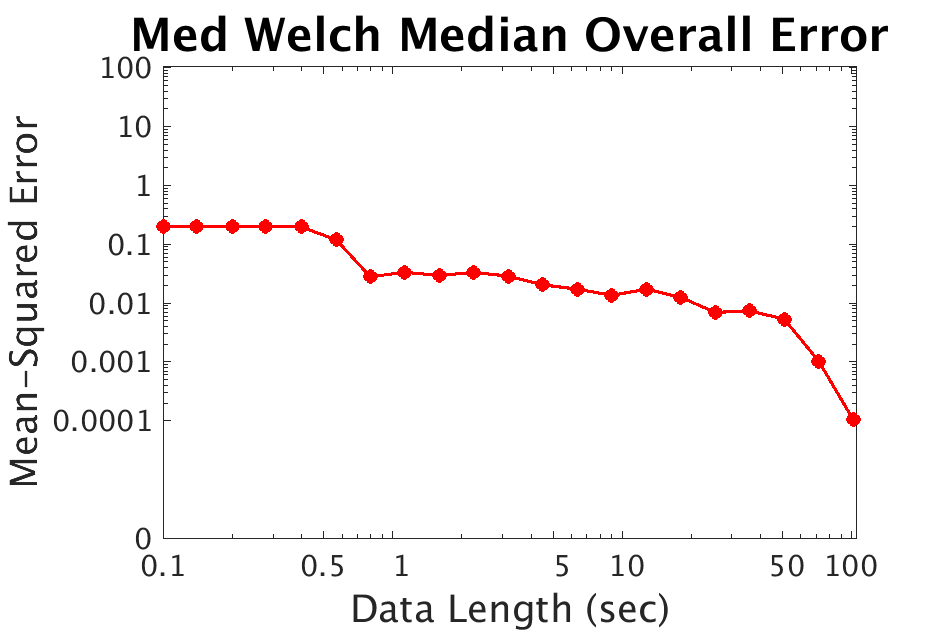 Med Welch Median Overall Error
100
10
1
0.1
0.01
0.001
0.0001
0
Mean-Squared Error
0.1 0.5 1 5 10 50 100
Data Length (sec)